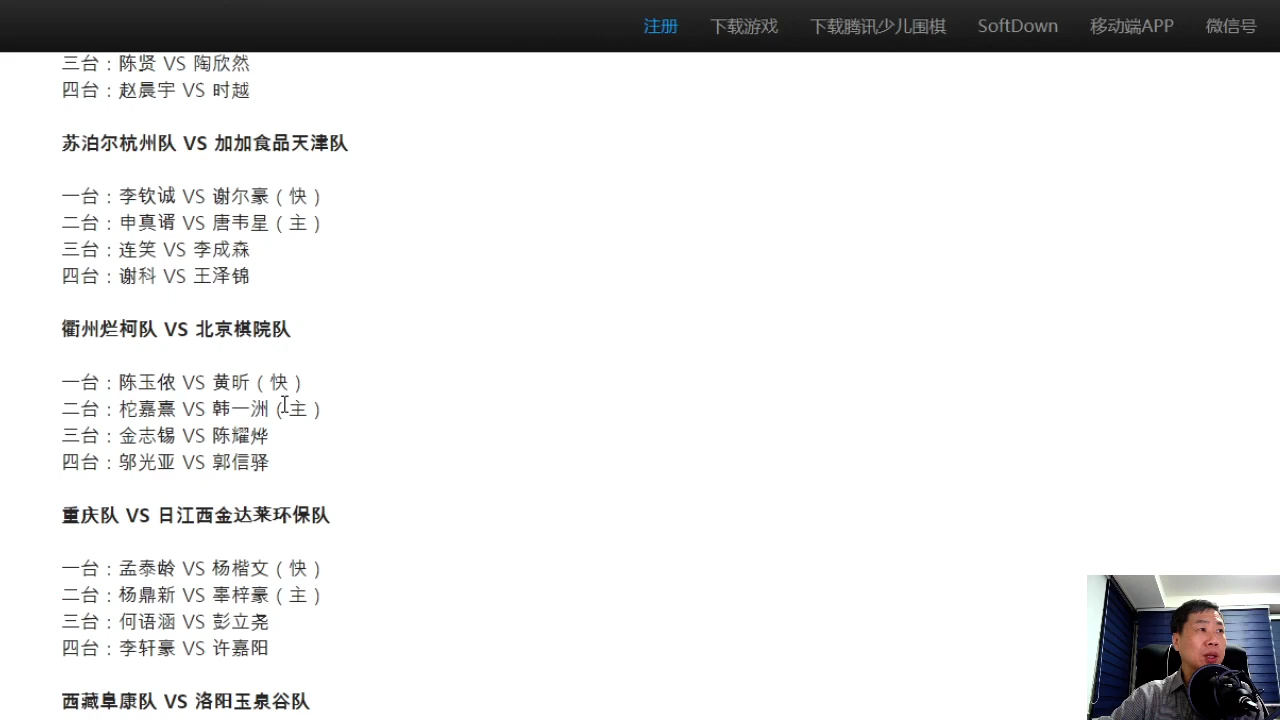 注册 下载游戏 下载腾讯少儿围棋 SoftDown 移动端APP 微信号
三台：陈贤 VS 陶欣然
四台：赵晨宇 VS 时越
苏泊尔杭州队 VS 加加食品天津队
一台：李钦诚 VS 谢尔豪（快）
二台：申真谞 VS 唐韦星（主）
三台：连笑 VS 李成森
四台：谢科 VS 王泽锦
衢州烂柯队 VS 北京棋院队
一台：陈玉侬 VS 黄昕（快）
二台：柁嘉熹 VS 韩一洲（主）
三台：金志锡 VS 陈耀烨
四台：邬光亚 VS 郭信驿
重庆队 VS 日江西金达莱环保队
一台：孟泰龄 VS 杨楷文（快）
二台：杨鼎新 VS 辜梓豪（主）
三台：何语涵 VS 彭立尧
四台：李轩豪 VS 许嘉阳
西藏阜康队 VS 洛阳玉泉谷队